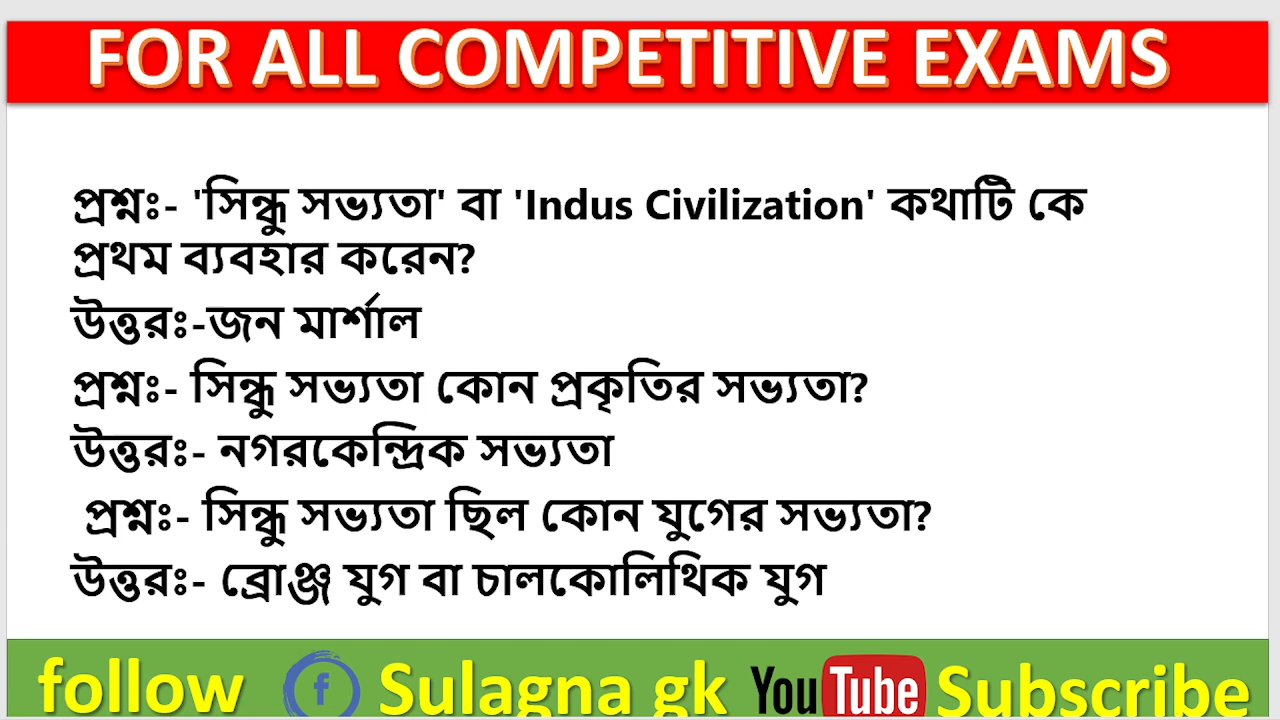 FOR ALL COMPETITIVE EXAMS
প্রশ্নঃ- 'সিন্ধু সভ্যতা' বা 'Indus Civilization' কথাটি কে
প্রথম ব্যবহার করেন?
উত্তরঃ-জন মার্শাল
প্রশ্নঃ- সিন্ধু সভ্যতা কোন প্রকৃতির সভ্যতা?
উত্তরঃ- নগরকেন্দ্রিক সভ্যতা
প্রশ্নঃ- সিন্ধু সভ্যতা ছিল কোন যুগের সভ্যতা?
উত্তরঃ- ব্রোঞ্জ যুগ বা চালকোলিথিক যুগ
follow f Sulagna gk YouTube Subscribe